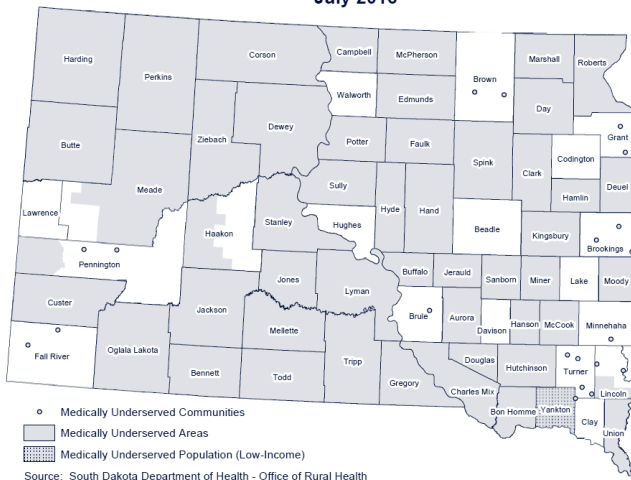 July 2018
Harding
Perkins
Corson
Campbell
McPherson
Brown
Marshall
Roberts
Walworth
Edmunds
Day
Butte
Ziebach
Dewey
Potter
Faulk
Spink
Clark
Codington
Grant
Meade
Sully
Hyde
Hand
Hamlin
Deuel
Lawrence
Haakon
Stanley
Hughes
Beadle
Kingsbury
Brookings
Pennington
Jones
Lyman
Buffalo
Jerauld
Sanborn
Miner
Lake
Moody
Custer
Jackson
Brule
Aurora
Davison
Hanson
McCook
Minnehaha
Fall River
Oglala Lakota
Mellette
Tripp
Bennett
Todd
Gregory
Douglas
Charles Mix
Hutchinson
Turner
Lincoln
Bon Homme
Yankton
Clay
Union
Medically Underserved Communities
Medically Underserved Areas
Medically Underserved Population (Low-Income)
Source: South Dakota Department of Health - Office of Rural Health